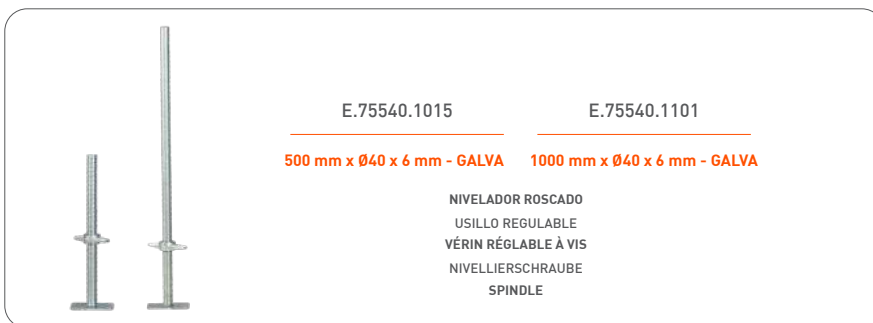 E.75540.1015 E.75540.1101
500 mm x Ø40 x 6 mm - GALVA 1000 mm x Ø40 x 6 mm - GALVA
NIVELADOR ROSCADO
USILLO REGULABLE
VÉRIN RÉGLABLE À VIS
NIVELLIERSCHRAUBE
SPINDLE